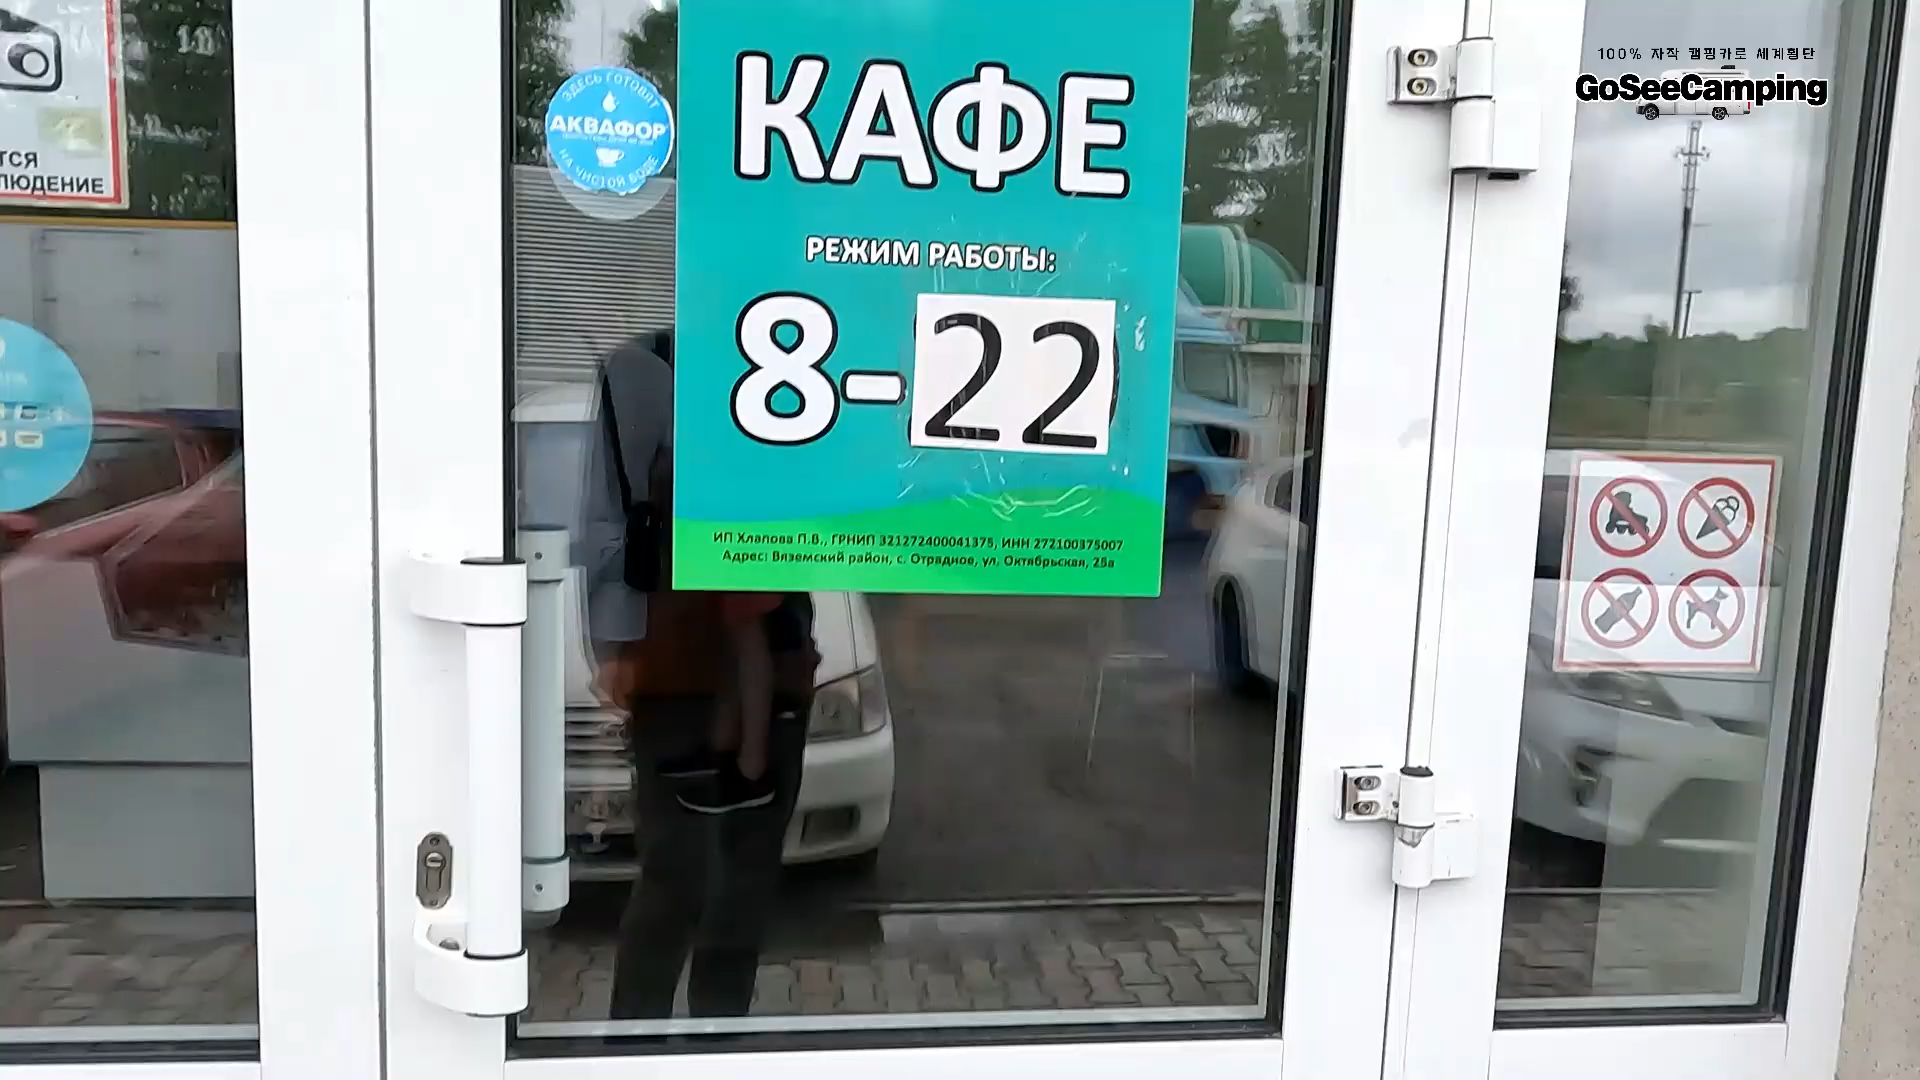 100% 자작 캠핑카로 세계횡단
GoSeeCamping
ТСЯ
ЛЮДЕНИЕ
ЗДЕСЬ ГОТОВЯТ
АКВАФОР
НА ЧИСТОЙ ВОДЕ
КАФЕ
РЕЖИМ РАБОТЫ:
8-22
ИП Хлапова П.В., ГРНИП 321272400041375, ИНН 272100375007
Адрес: Вяземский район, с. Отрадное, ул. Октябрьская, 25а